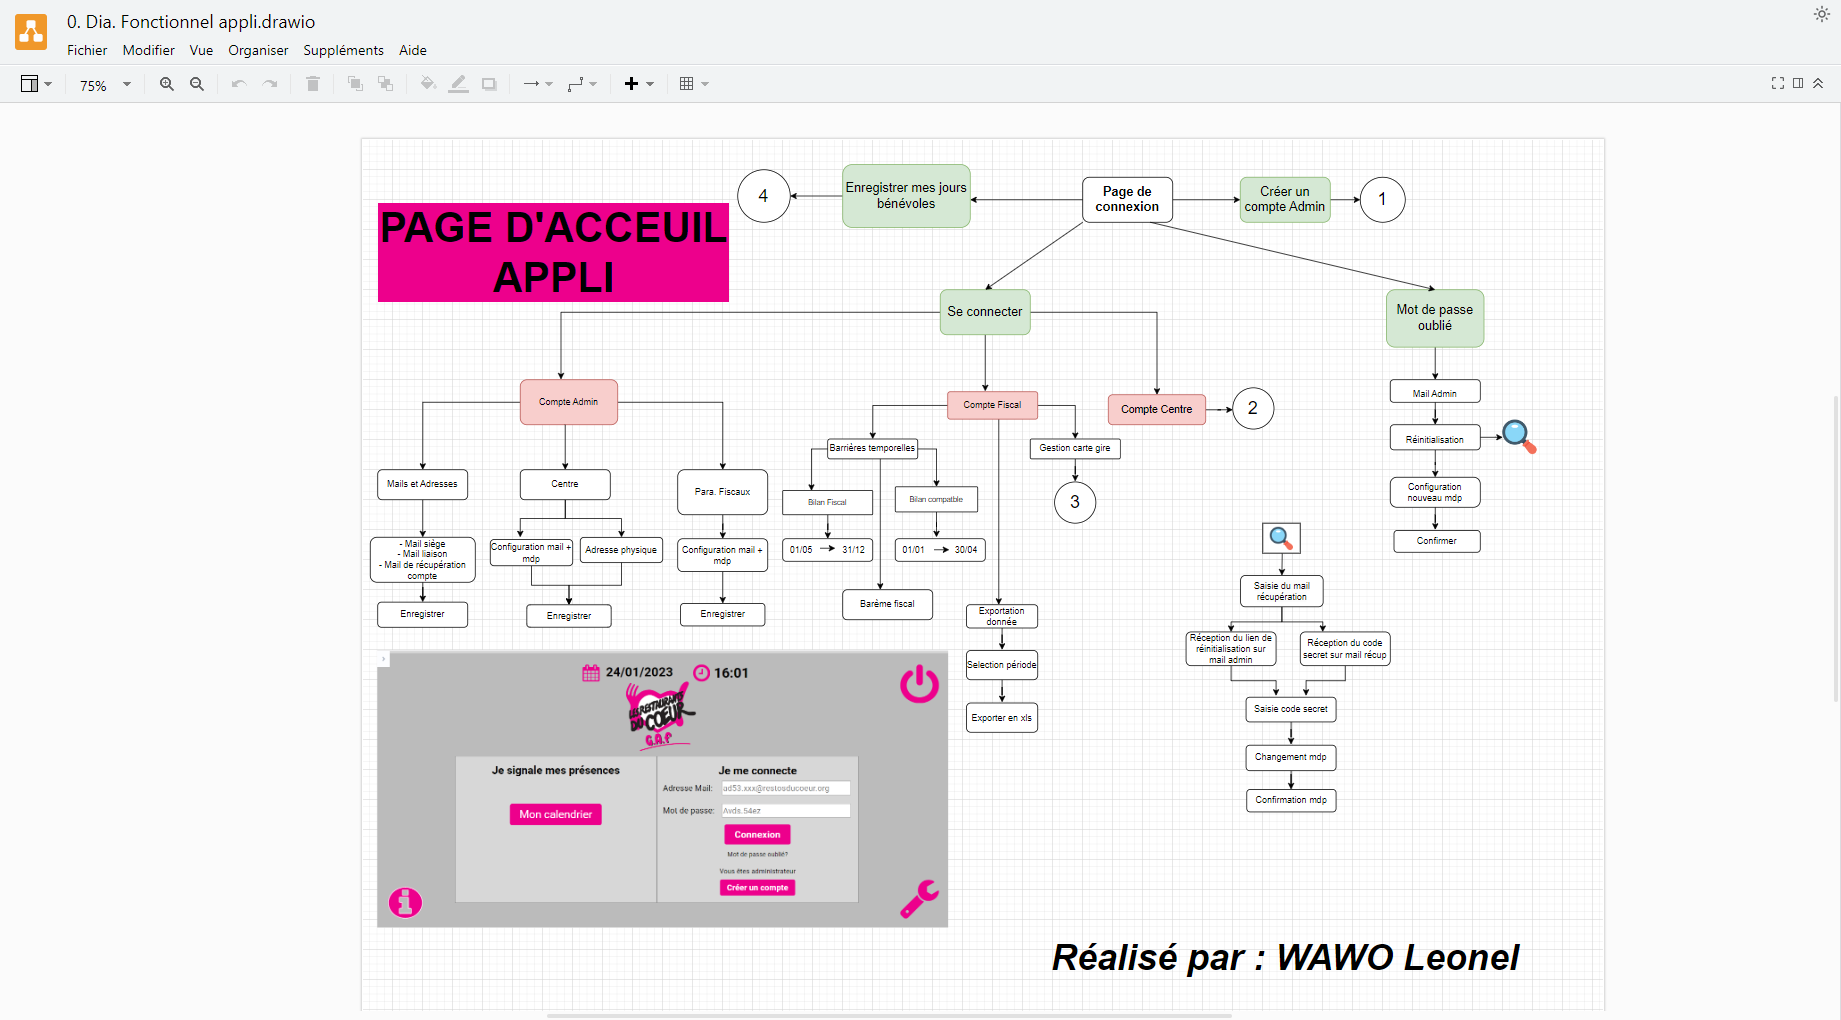 0. Dia. Fonctionnel appli.drawio
Fichier Modifier Vue Organiser Suppléments Aide
75%
PAGE D'ACCEUIL
APPLI
4
Enregistrer mes jours
bénévoles
Page de
connexion
Créer un
compte Admin
1
Se connecter
Mot de passe
oublié
Compte Admin
Compte Fiscal
Compte Centre
2
Mail Admin
Réinitialisation
Configuration
nouveau mdp
Confirmer
Barrières temporelles
Gestion carte gire
3
Mails et Adresses
Centre
Para. Fiscaux
Bilan Fiscal
Bilan compatble
01/05
31/12
01/01
30/04
- Mail siège
- Mail liaison
- Mail de récupération
compte
Configuration mail +
mdp
Adresse physique
Configuration mail +
mdp
Enregistrer
Enregistrer
Enregistrer
Barème fiscal
Exportation
donnée
Selection période
Exporter en xls
Saisie du mail
récupération
Réception du lien de
réinitialisation sur
mail admin
Réception du code
secret sur mail récup
Saisie code secret
Changement mdp
Confirmation mdp
24/01/2023
16:01
LES RESTAURANTS
DU COEUR
G.A.P
Je signale mes présences
Mon calendrier
Je me connecte
Adresse Mail: ad53.xxx@restosducoeur.org
Mot de passe: Avds.54ez
Connexion
Mot de passe oublié?
Vous êtes administrateur
Créer un compte
Réalisé par : WAWO Leonel